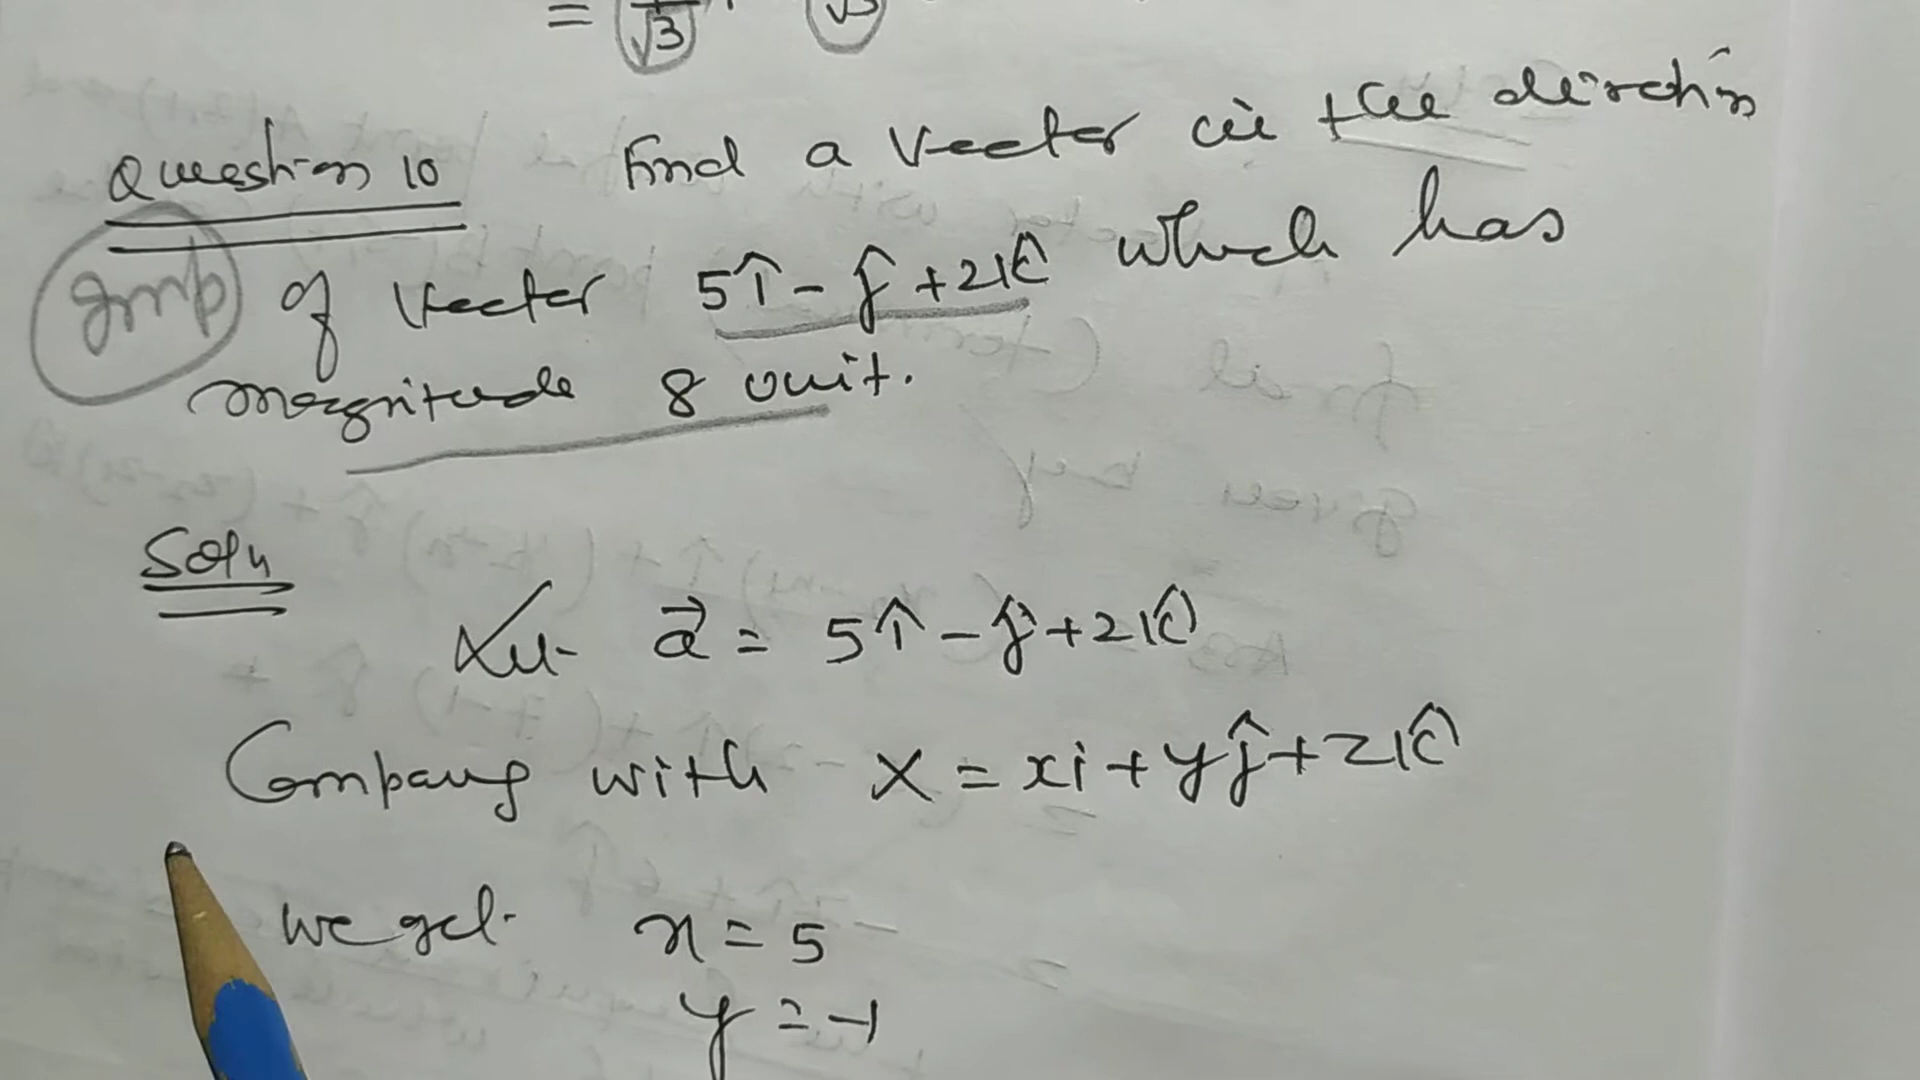 = √3 √3
Question 10 Find a vector in the direction
Imp of vector 5î - ĵ + 2k̂ which has
magnitude 8 unit.
Soln
Let a⃗ = 5î - ĵ + 2k̂
Comparing with X = xi + yĵ + zk̂
we get x = 5
y = -1